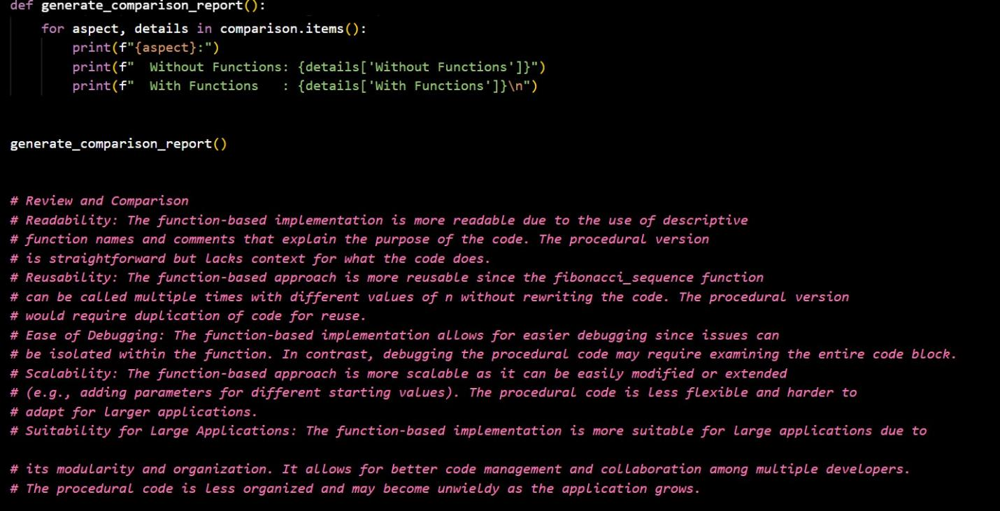 def generate_comparison_report():
    for aspect, details in comparison.items():
        print(f"{aspect}:")
        print(f"  Without Functions: {details['Without Functions']}")
        print(f"  With Functions   : {details['With Functions']}\n")
generate_comparison_report()
# Review and Comparison
# Readability: The function-based implementation is more readable due to the use of descriptive
# function names and comments that explain the purpose of the code. The procedural version
# is straightforward but lacks context for what the code does.
# Reusability: The function-based approach is more reusable since the fibonacci_sequence function
# can be called multiple times with different values of n without rewriting the code. The procedural version
# would require duplication of code for reuse.
# Ease of Debugging: The function-based implementation allows for easier debugging since issues can
# be isolated within the function. In contrast, debugging the procedural code may require examining the entire code block.
# Scalability: The function-based approach is more scalable as it can be easily modified or extended
# (e.g., adding parameters for different starting values). The procedural code is less flexible and harder to
# adapt for larger applications.
# Suitability for Large Applications: The function-based implementation is more suitable for large applications due to
# its modularity and organization. It allows for better code management and collaboration among multiple developers.
# The procedural code is less organized and may become unwieldy as the application grows.